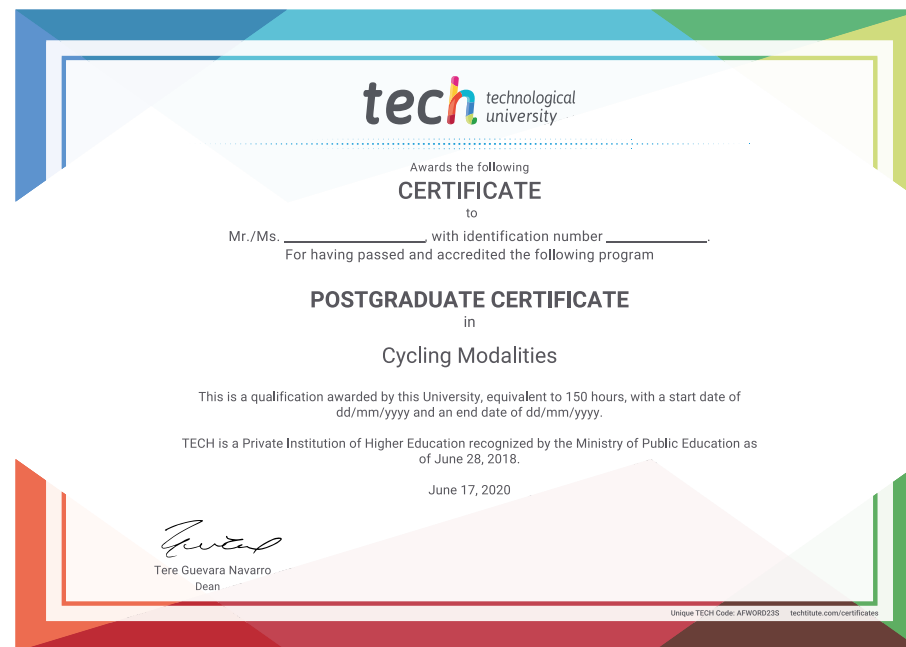 tech technological
university
Awards the following
CERTIFICATE
to
Mr./Ms. ____________________, with identification number ______________.
For having passed and accredited the following program
POSTGRADUATE CERTIFICATE
in
Cycling Modalities
This is a qualification awarded by this University, equivalent to 150 hours, with a start date of
dd/mm/yyyy and an end date of dd/mm/yyyy.
TECH is a Private Institution of Higher Education recognized by the Ministry of Public Education as
of June 28, 2018.
June 17, 2020
Tere Guevara Navarro
Dean
Unique TECH Code: AFWORD23S techtitute.com/certificates